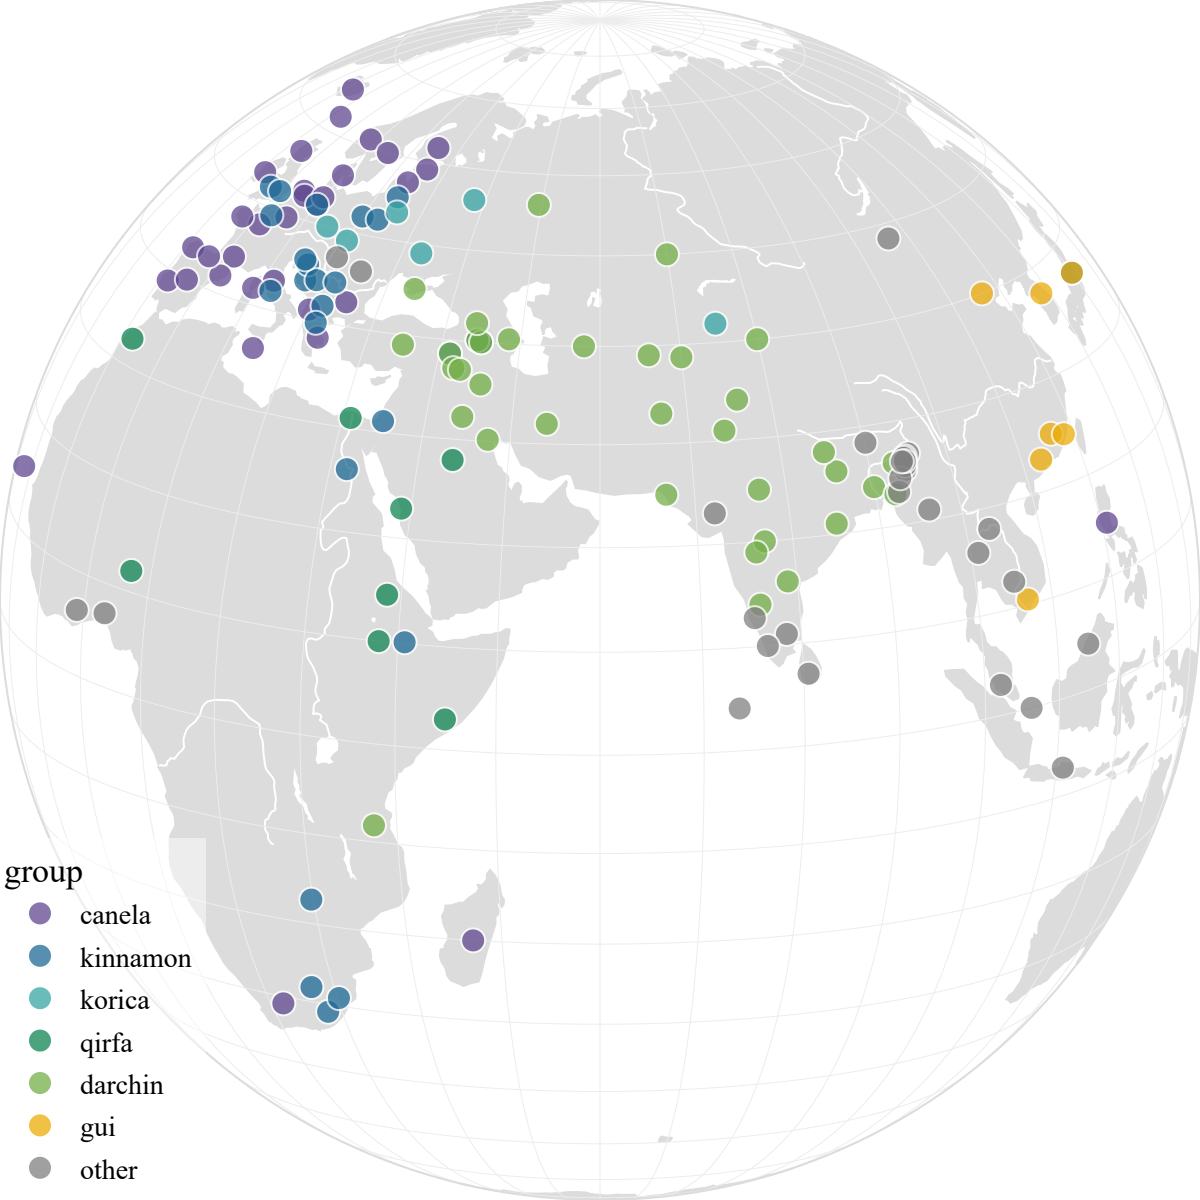 group
canela
kinnamon
korica
qirfa
darchin
gui
other